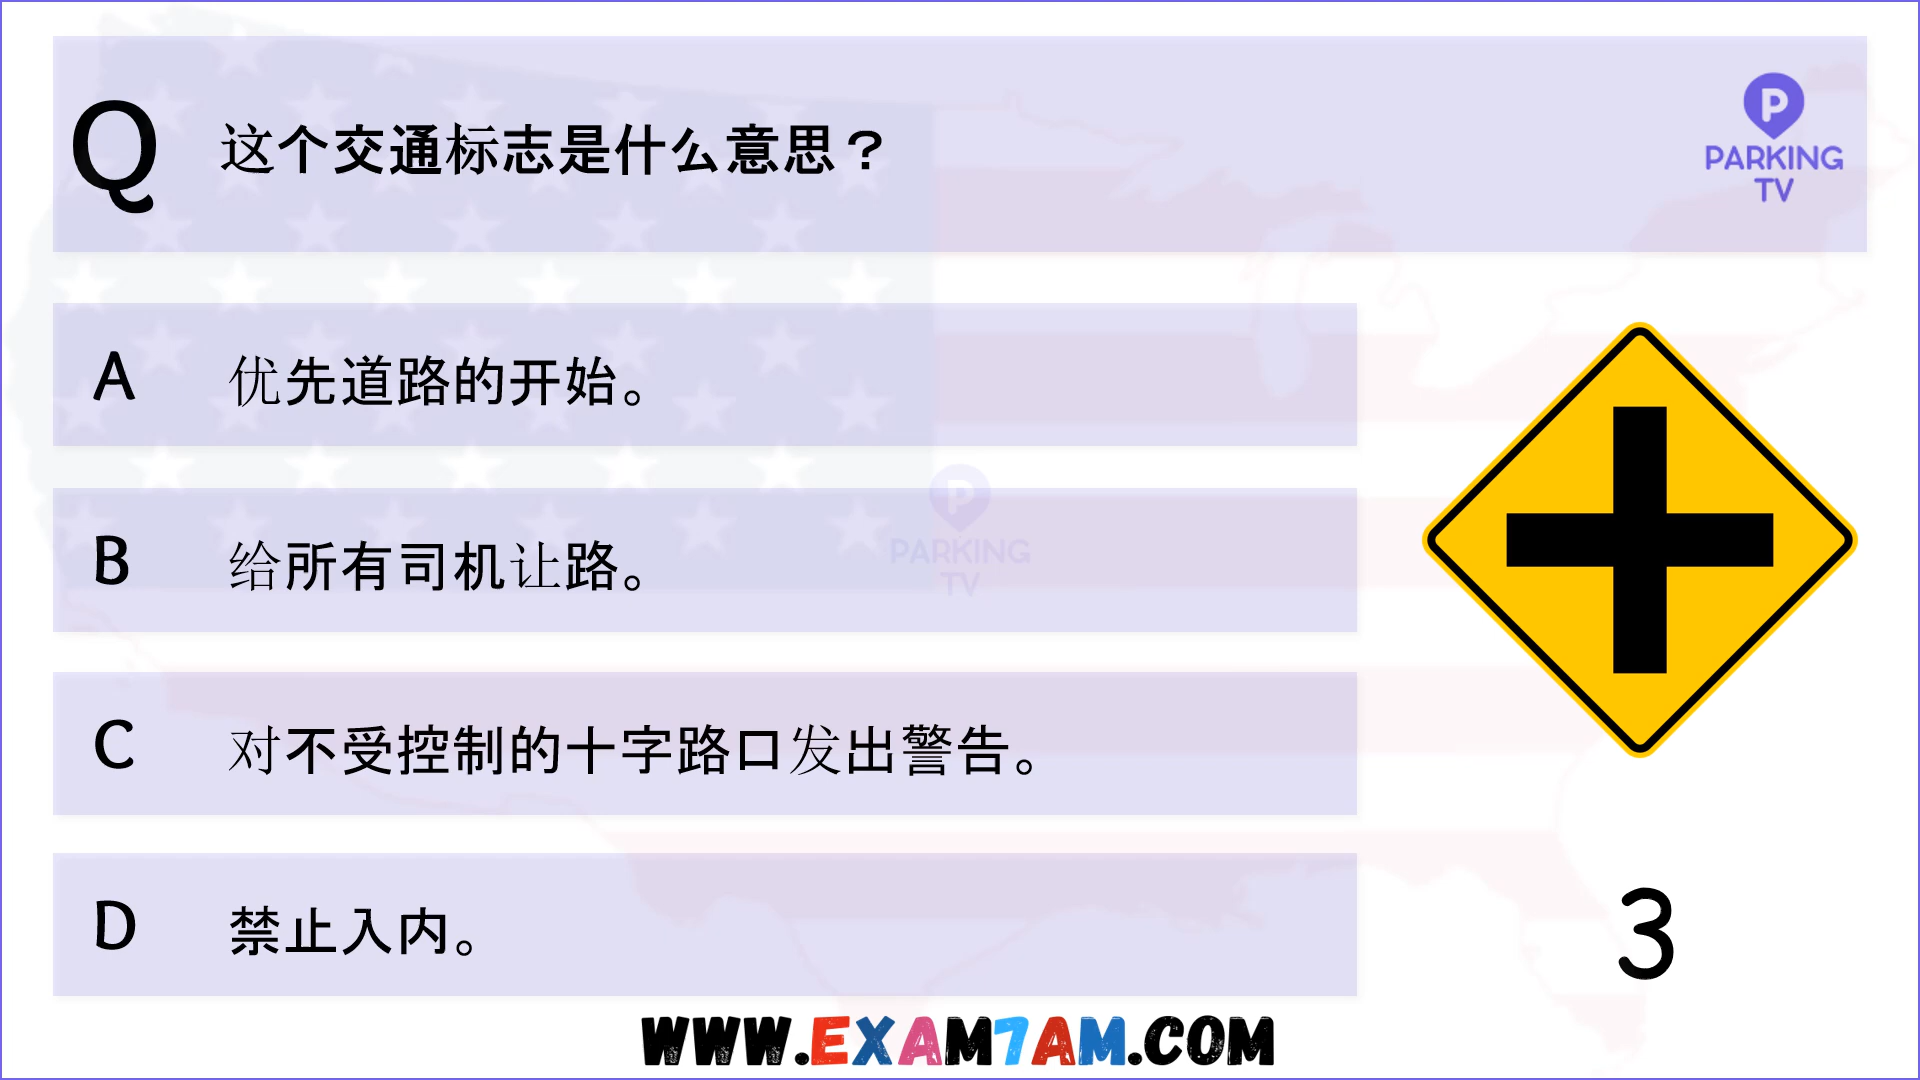 Q 这个交通标志是什么意思？
PARKING
TV
A 优先道路的开始。
B 给所有司机让路。
PARKING
TV
C 对不受控制的十字路口发出警告。
D 禁止入内。
3
WWW.EXAM7AM.COM